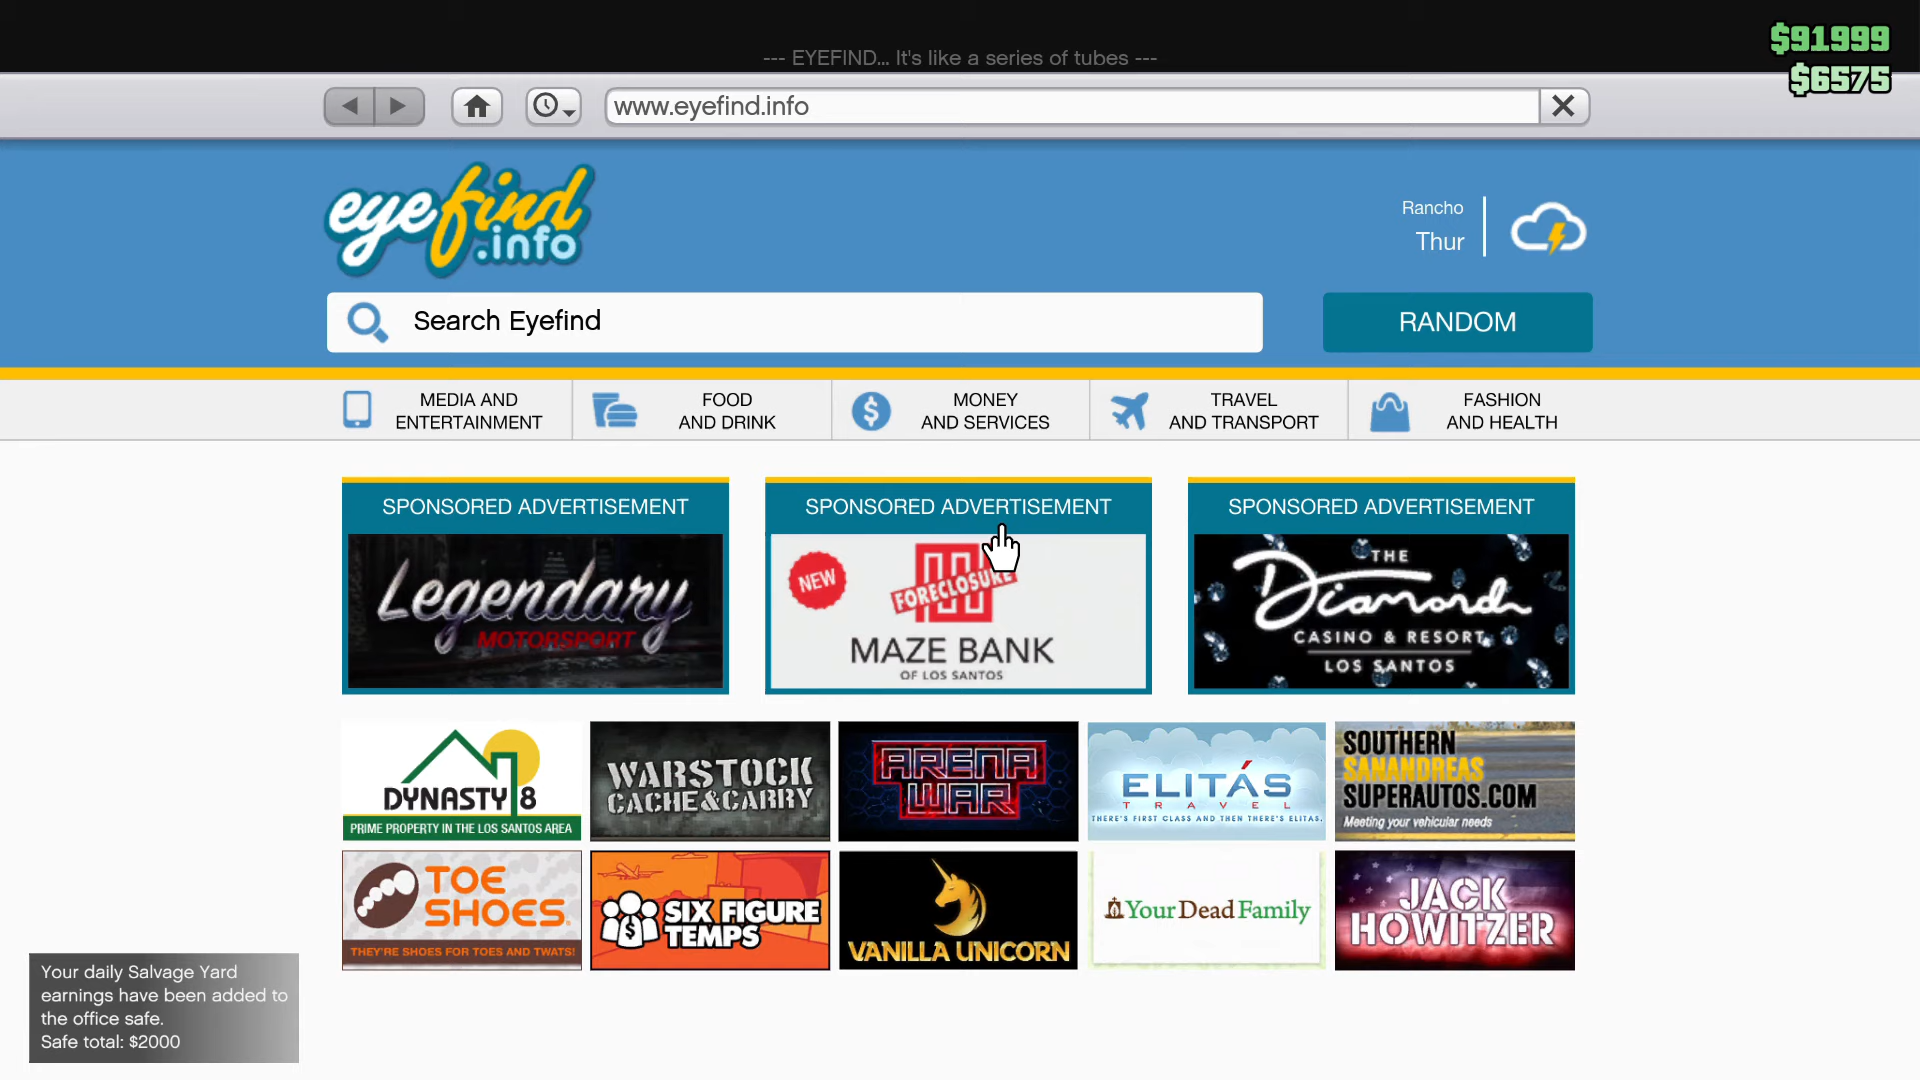 $91999
--- EYEFIND... It's like a series of tubes ---
$6575
www.eyefind.info
eyefind
.info
Rancho
Thur
Search Eyefind
RANDOM
MEDIA AND
ENTERTAINMENT
FOOD
AND DRINK
MONEY
AND SERVICES
TRAVEL
AND TRANSPORT
FASHION
AND HEALTH
SPONSORED ADVERTISEMENT
Legendary
MOTORSPORT
SPONSORED ADVERTISEMENT
NEW
FORECLOSURE
MAZE BANK
OF LOS SANTOS
SPONSORED ADVERTISEMENT
THE
Diamond
CASINO & RESORT
LOS SANTOS
DYNASTY 8
PRIME PROPERTY IN THE LOS SANTOS AREA
WARSTOCK
CACHE&CARRY
ARENA
WAR
ELITÁS
TRAVEL
THERE'S FIRST CLASS AND THEN THERE'S ELITAS.
SOUTHERN
SANANDREAS
SUPERAUTOS.COM
Meeting your vehicular needs
TOE
SHOES
THEY'RE SHOES FOR TOES AND TWATS!
SIX FIGURE
TEMPS
VANILLA UNICORN
YourDeadFamily
JACK
HOWITZER
Your daily Salvage Yard
earnings have been added to
the office safe.
Safe total: $2000